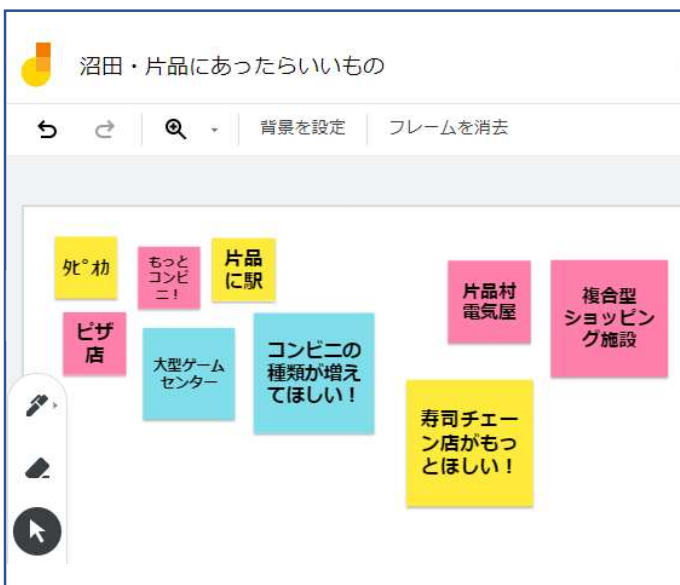 沼田・片品にあったらいいもの
背景を設定
フレームを消去
ﾀﾋﾟｵｶ
もっと
コンビ
ニ！
片品
に駅
ピザ
店
大型ゲーム
センター
コンビニの
種類が増え
てほしい！
片品村
電気屋
複合型
ショッピン
グ施設
寿司チェー
ン店がもっ
とほしい！